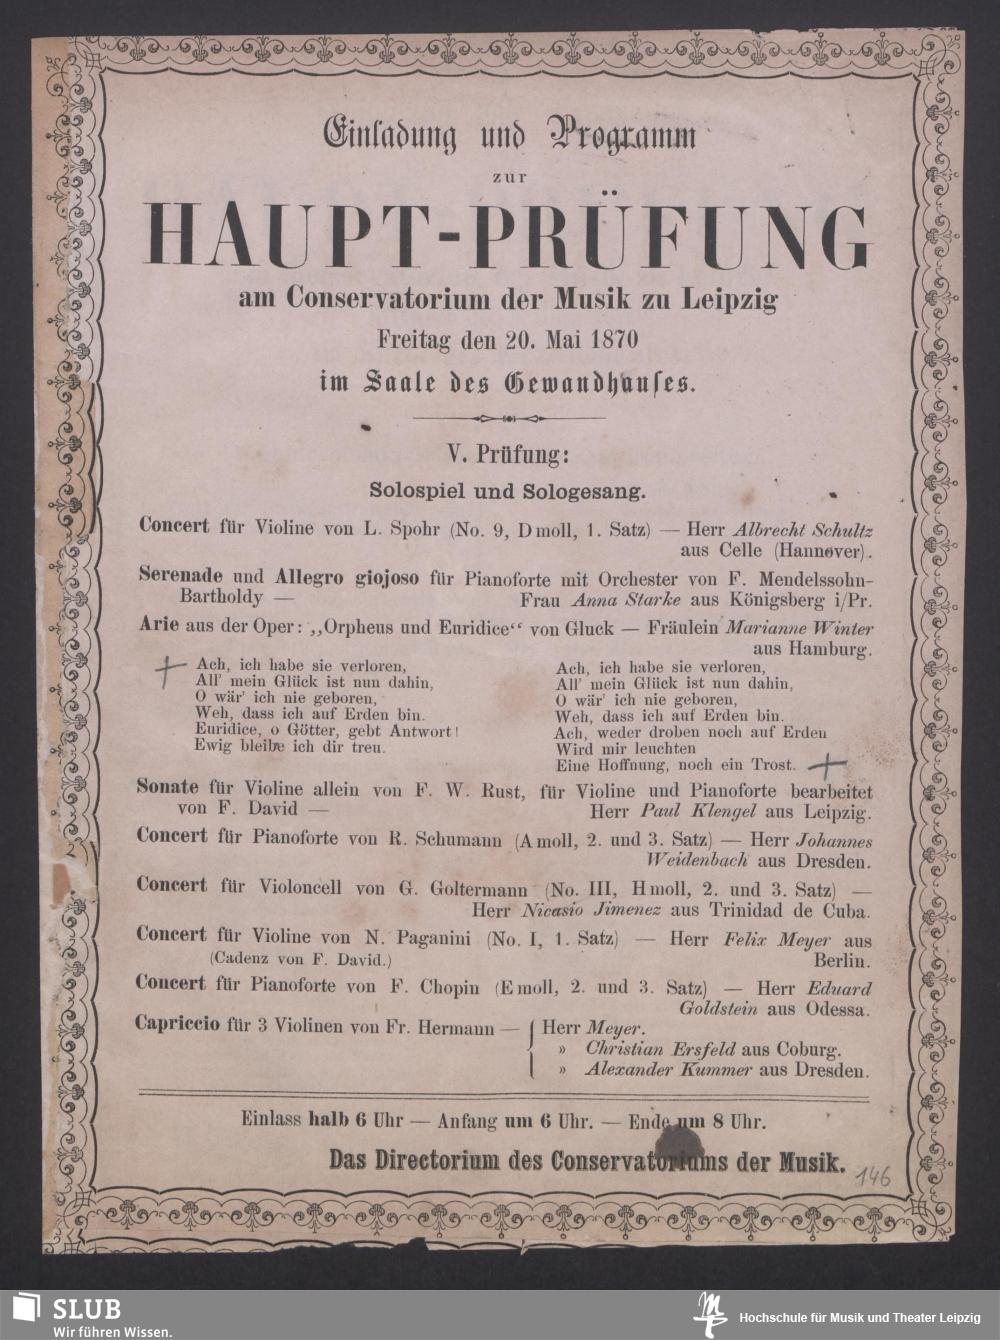 Einladung und Programm
zur
HAUPT-PRÜFUNG
am Conservatorium der Musik zu Leipzig
Freitag den 20. Mai 1870
im Saale des Gewandhauses.
V. Prüfung:
Solospiel und Sologesang.
Concert für Violine von L. Spohr (No. 9, Dmoll, 1. Satz) — Herr Albrecht Schultz
aus Celle (Hannover).
Serenade und Allegro giojoso für Pianoforte mit Orchester von F. Mendelssohn-
Bartholdy — Frau Anna Starke aus Königsberg i/Pr.
Arie aus der Oper: „Orpheus und Euridice“ von Gluck — Fräulein Marianne Winter
aus Hamburg.
Ach, ich habe sie verloren,
All' mein Glück ist nun dahin,
O wär' ich nie geboren,
Weh, dass ich auf Erden bin.
Euridice, o Götter, gebt Antwort!
Ewig bleibe ich dir treu.
Ach, ich habe sie verloren,
All' mein Glück ist nun dahin,
O wär' ich nie geboren,
Weh, dass ich auf Erden bin.
Ach, weder droben noch auf Erden
Wird mir leuchten
Eine Hoffnung, noch ein Trost.
Sonate für Violine allein von F. W. Rust, für Violine und Pianoforte bearbeitet
von F. David — Herr Paul Klengel aus Leipzig.
Concert für Pianoforte von R. Schumann (Amoll, 2. und 3. Satz) — Herr Johannes
Weidenbach aus Dresden.
Concert für Violoncell von G. Goltermann (No. III, Hmoll, 2. und 3. Satz) —
Herr Nicasio Jimenez aus Trinidad de Cuba.
Concert für Violine von N. Paganini (No. I, 1. Satz) — Herr Felix Meyer aus
(Cadenz von F. David.) Berlin.
Concert für Pianoforte von F. Chopin (Emoll, 2. und 3. Satz) — Herr Eduard
Goldstein aus Odessa.
Capriccio für 3 Violinen von Fr. Hermann — { Herr Meyer.
» Christian Ersfeld aus Coburg.
» Alexander Kummer aus Dresden.
Einlass halb 6 Uhr — Anfang um 6 Uhr. — Ende um 8 Uhr.
Das Directorium des Conservatoriums der Musik.
146
SLUB
Wir führen Wissen.
Hochschule für Musik und Theater Leipzig